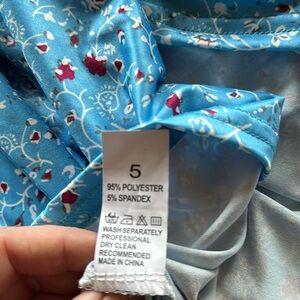 5
95% POLYESTER
5% SPANDEX
WASH SEPARATELY
PROFESSIONAL
DRY CLEAN
RECOMMENDED
MADE IN CHINA